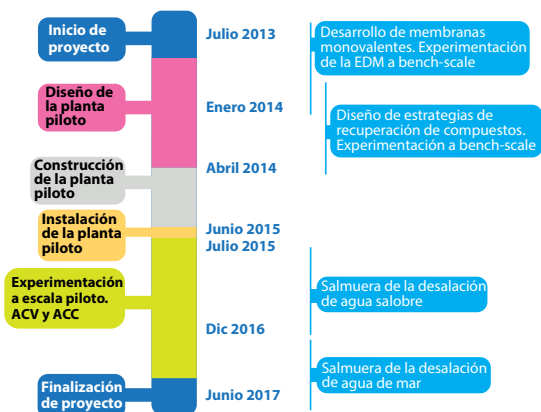 Inicio de
proyecto
Julio 2013
Desarrollo de membranas
monovalentes. Experimentación
de la EDM a bench-scale
Diseño de
la planta
piloto
Enero 2014
Diseño de estrategias de
recuperación de compuestos.
Experimentación a bench-scale
Construcción
de la planta
piloto
Abril 2014
Instalación
de la planta
piloto
Junio 2015
Julio 2015
Experimentación
a escala piloto.
ACV y ACC
Salmuera de la desalación
de agua salobre
Dic 2016
Salmuera de la desalación
de agua de mar
Finalización
de proyecto
Junio 2017